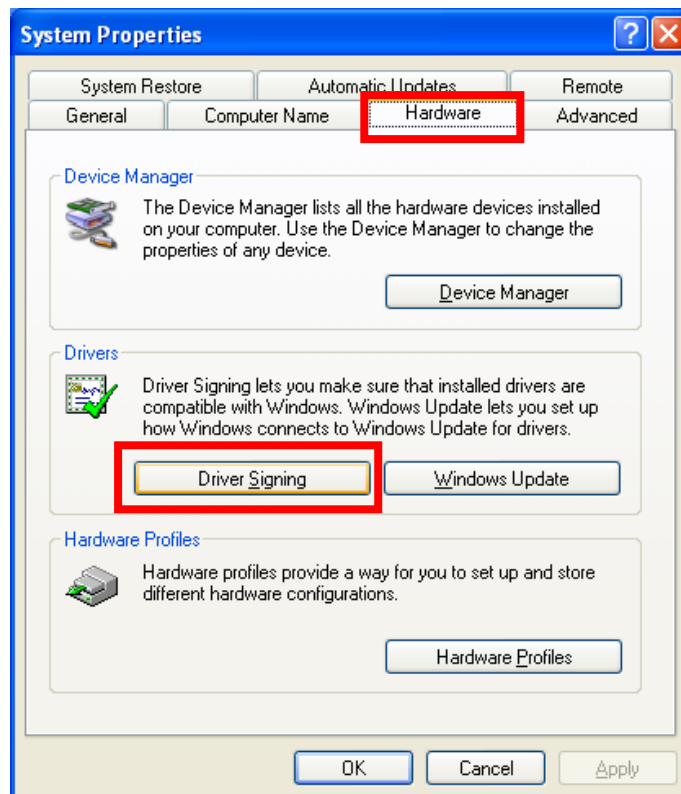 System Properties
System Restore Automatic Updates Remote
General Computer Name Hardware Advanced
Device Manager
The Device Manager lists all the hardware devices installed
on your computer. Use the Device Manager to change the
properties of any device.
Device Manager
Drivers
Driver Signing lets you make sure that installed drivers are
compatible with Windows. Windows Update lets you set up
how Windows connects to Windows Update for drivers.
Driver Signing Windows Update
Hardware Profiles
Hardware profiles provide a way for you to set up and store
different hardware configurations.
Hardware Profiles
OK Cancel Apply